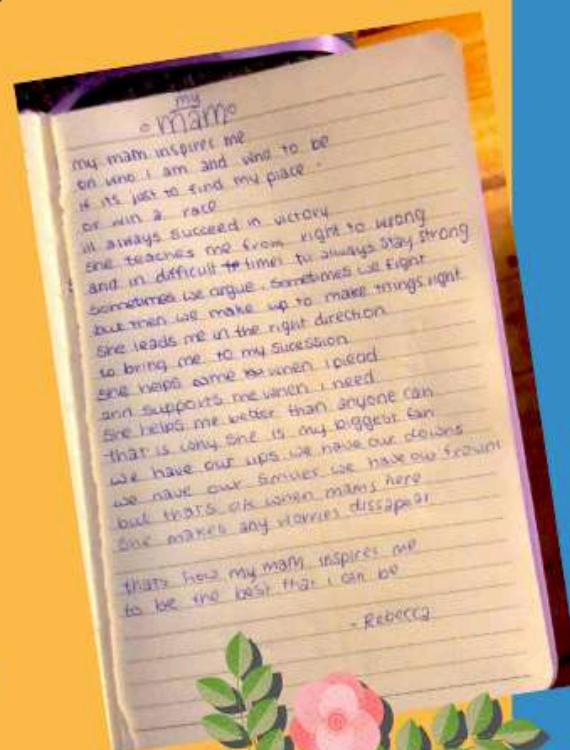 my
mam
my mam inspires me
on who I am and who to be
if its just to find my place.
or win a race
ill always succeed in victory
she teaches me from right to wrong
and in difficult times to always stay strong
sometimes we argue, sometimes we fight
but then we make up to make things right
she leads me in the right direction
to bring me to my sucession
she helps when I plead
and supports me when I need
she helps me better than anyone can
that is why she is my biggest fan
we have our ups we have our downs
we have our smiles we have our frowns
but thats ok when mams here
she makes any worries dissapear
thats how my mam inspires me
to be the best that I can be
- Rebecca